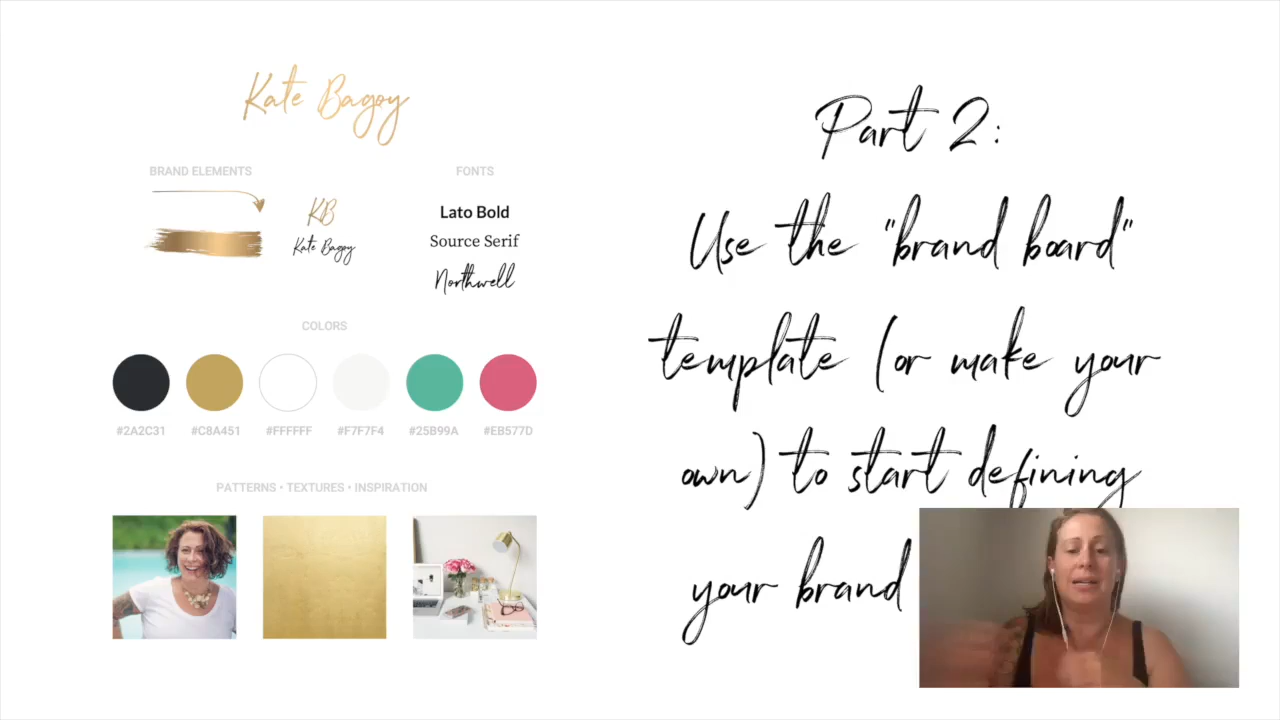 Kate Bagoy
BRAND ELEMENTS
KB
Kate Bagoy
FONTS
Lato Bold
Source Serif
Northwell
COLORS
#2A2C31 #C8A451 #FFFFFF #F7F7F4 #25B99A #EB577D
PATTERNS • TEXTURES • INSPIRATION
Part 2:
Use the "brand board"
template (or make your
own) to start defining
your brand